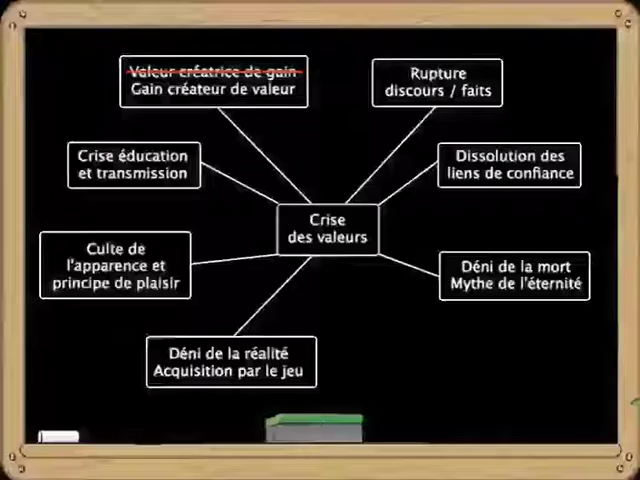 Valeur créatrice de gain
Gain créateur de valeur
Rupture
discours / faits
Crise éducation
et transmission
Dissolution des
liens de confiance
Crise
des valeurs
Culte de
l'apparence et
principe de plaisir
Déni de la mort
Mythe de l'éternité
Déni de la réalité
Acquisition par le jeu